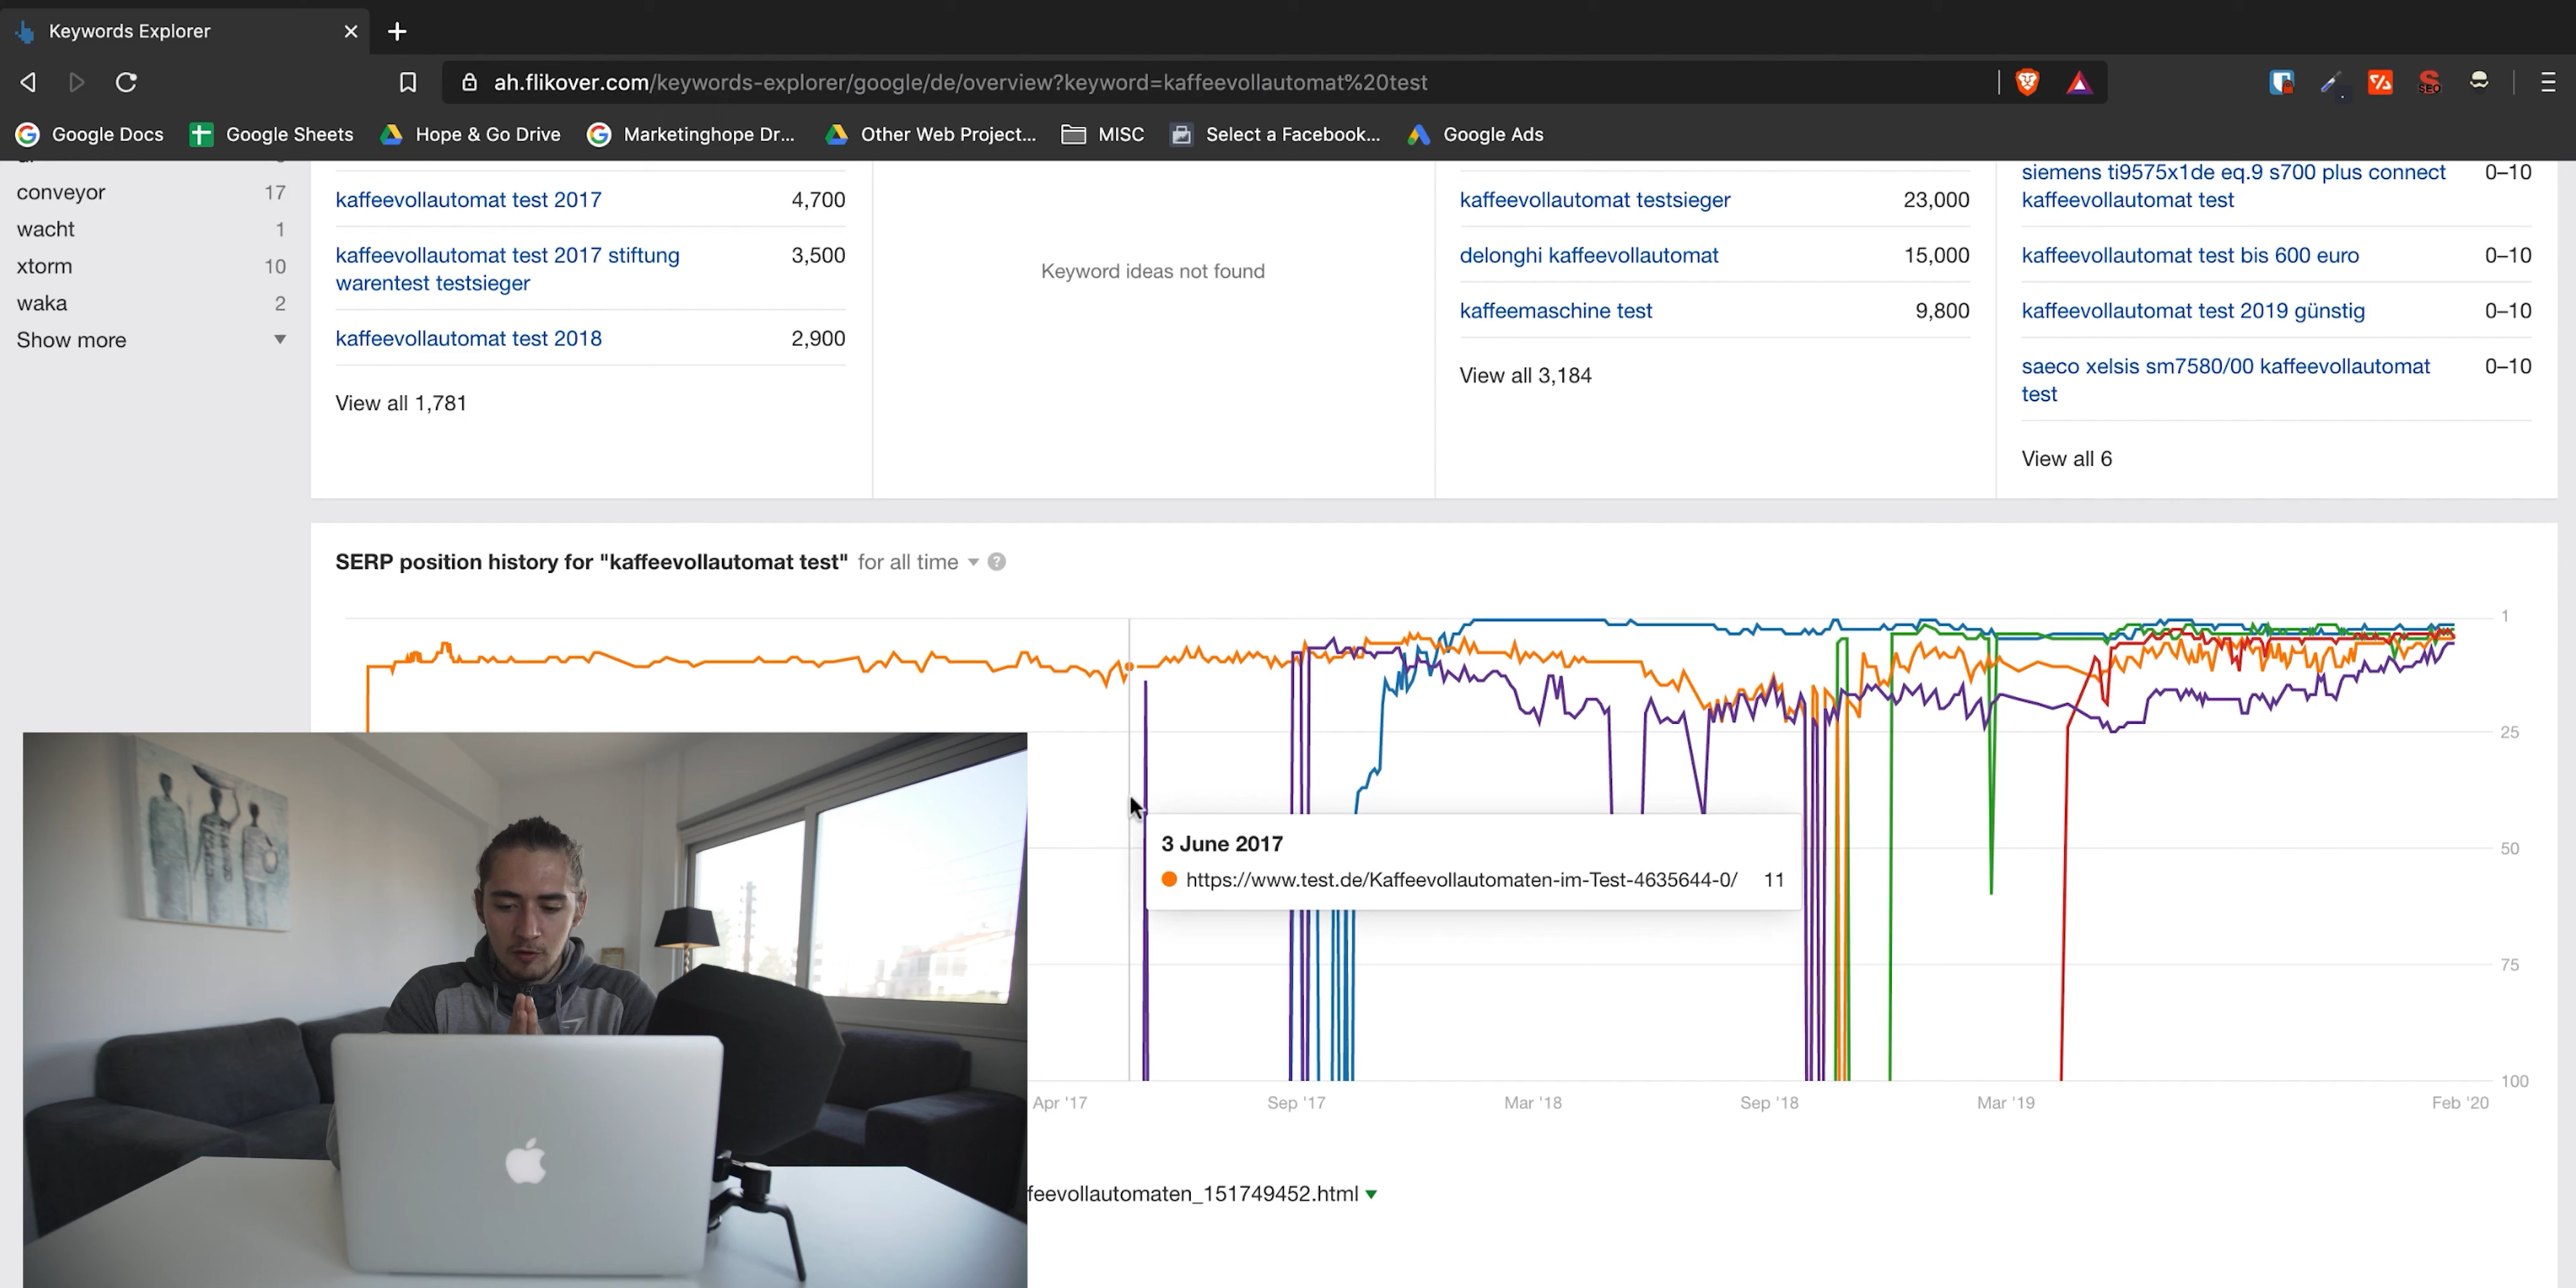 Keywords Explorer
ah.flikover.com/keywords-explorer/google/de/overview?keyword=kaffeevollautomat%20test
SEO
Google Docs Google Sheets Hope & Go Drive Marketinghope Dr... Other Web Project... MISC Select a Facebook... Google Ads
conveyor 17
wacht 1
xtorm 10
waka 2
Show more
kaffeevollautomat test 2017 4,700
kaffeevollautomat test 2017 stiftung 3,500
warentest testsieger
kaffeevollautomat test 2018 2,900
View all 1,781
Keyword ideas not found
kaffeevollautomat testsieger 23,000
delonghi kaffeevollautomat 15,000
kaffeemaschine test 9,800
View all 3,184
siemens ti9575x1de eq.9 s700 plus connect 0–10
kaffeevollautomat test
kaffeevollautomat test bis 600 euro 0–10
kaffeevollautomat test 2019 günstig 0–10
saeco xelsis sm7580/00 kaffeevollautomat 0–10
test
View all 6
SERP position history for "kaffeevollautomat test" for all time ?
1
25
50
75
100
3 June 2017
https://www.test.de/Kaffeevollautomaten-im-Test-4635644-0/ 11
Apr '17 Sep '17 Mar '18 Sep '18 Mar '19 Feb '20
feevollautomaten_151749452.html